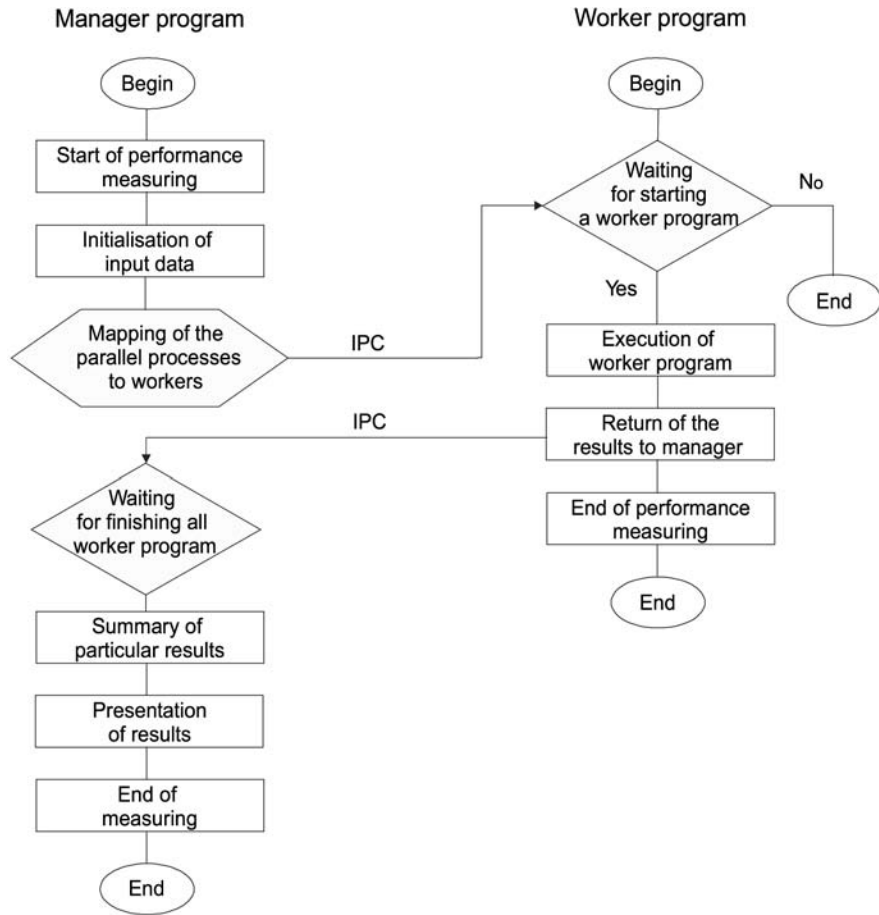 Manager program
Begin
Start of performance
measuring
Initialisation of
input data
Mapping of the
parallel processes
to workers
IPC
Waiting
for finishing all
worker program
Summary of
particular results
Presentation
of results
End of
measuring
End
Worker program
Begin
Waiting
for starting
a worker program
No
End
Yes
Execution of
worker program
Return of the
results to manager
IPC
End of performance
measuring
End